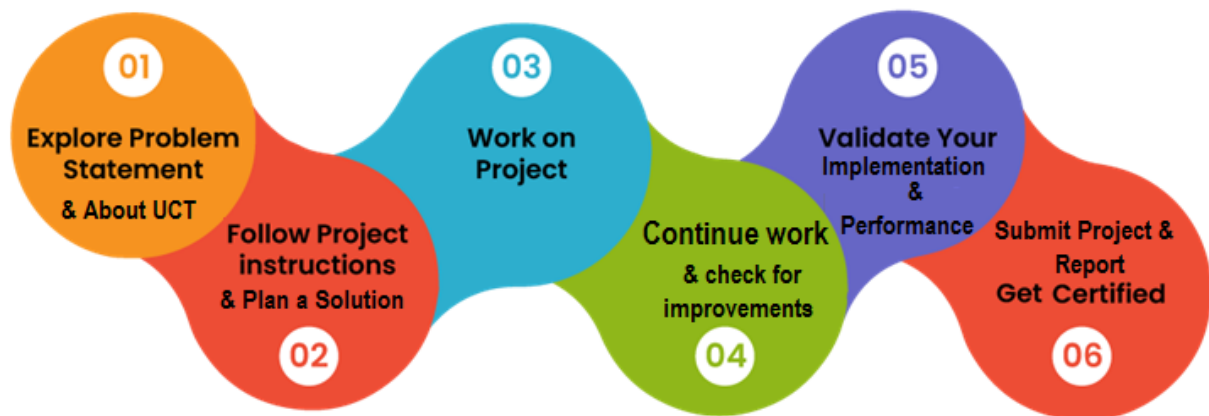 01
Explore Problem
Statement
& About UCT
Follow Project
instructions
& Plan a Solution
02
03
Work on
Project
Continue work
& check for
improvements
04
05
Validate Your
Implementation
&
Performance
Submit Project &
Report
Get Certified
06